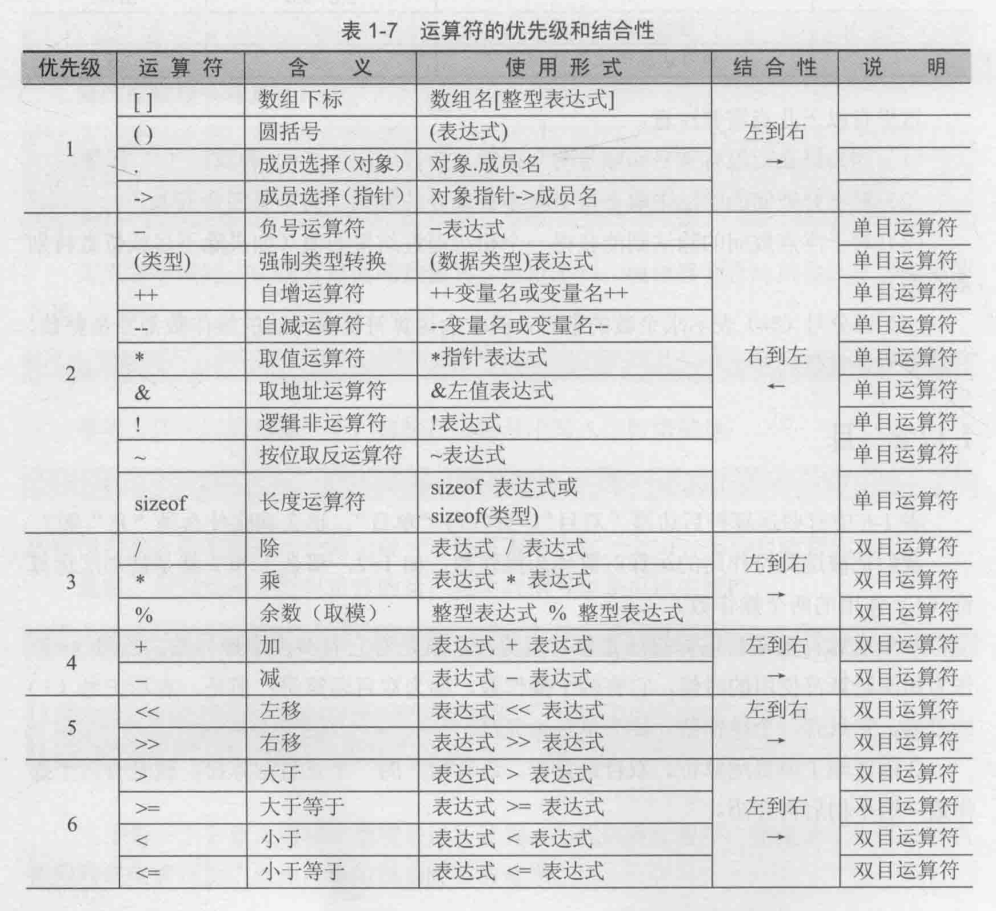 表 1-7 运算符的优先级和结合性
优先级 运算符 含义 使用形式 结合性 说明
1 [ ] 数组下标 数组名[整型表达式] 左到右 →
() 圆括号 (表达式)
. 成员选择(对象) 对象.成员名
-> 成员选择(指针) 对象指针->成员名
2 - 负号运算符 -表达式 右到左 ← 单目运算符
(类型) 强制类型转换 (数据类型)表达式 单目运算符
++ 自增运算符 ++变量名或变量名++ 单目运算符
-- 自减运算符 --变量名或变量名-- 单目运算符
* 取值运算符 *指针表达式 单目运算符
& 取地址运算符 &左值表达式 单目运算符
! 逻辑非运算符 !表达式 单目运算符
~ 按位取反运算符 ~表达式 单目运算符
sizeof 长度运算符 sizeof 表达式或 单目运算符
sizeof(类型)
3 / 除 表达式 / 表达式 左到右 → 双目运算符
* 乘 表达式 * 表达式 双目运算符
% 余数(取模) 整型表达式 % 整型表达式 双目运算符
4 + 加 表达式 + 表达式 左到右 → 双目运算符
- 减 表达式 - 表达式 双目运算符
5 << 左移 表达式 << 表达式 左到右 → 双目运算符
>> 右移 表达式 >> 表达式 双目运算符
6 > 大于 表达式 > 表达式 左到右 → 双目运算符
>= 大于等于 表达式 >= 表达式 双目运算符
< 小于 表达式 < 表达式 双目运算符
<= 小于等于 表达式 <= 表达式 双目运算符